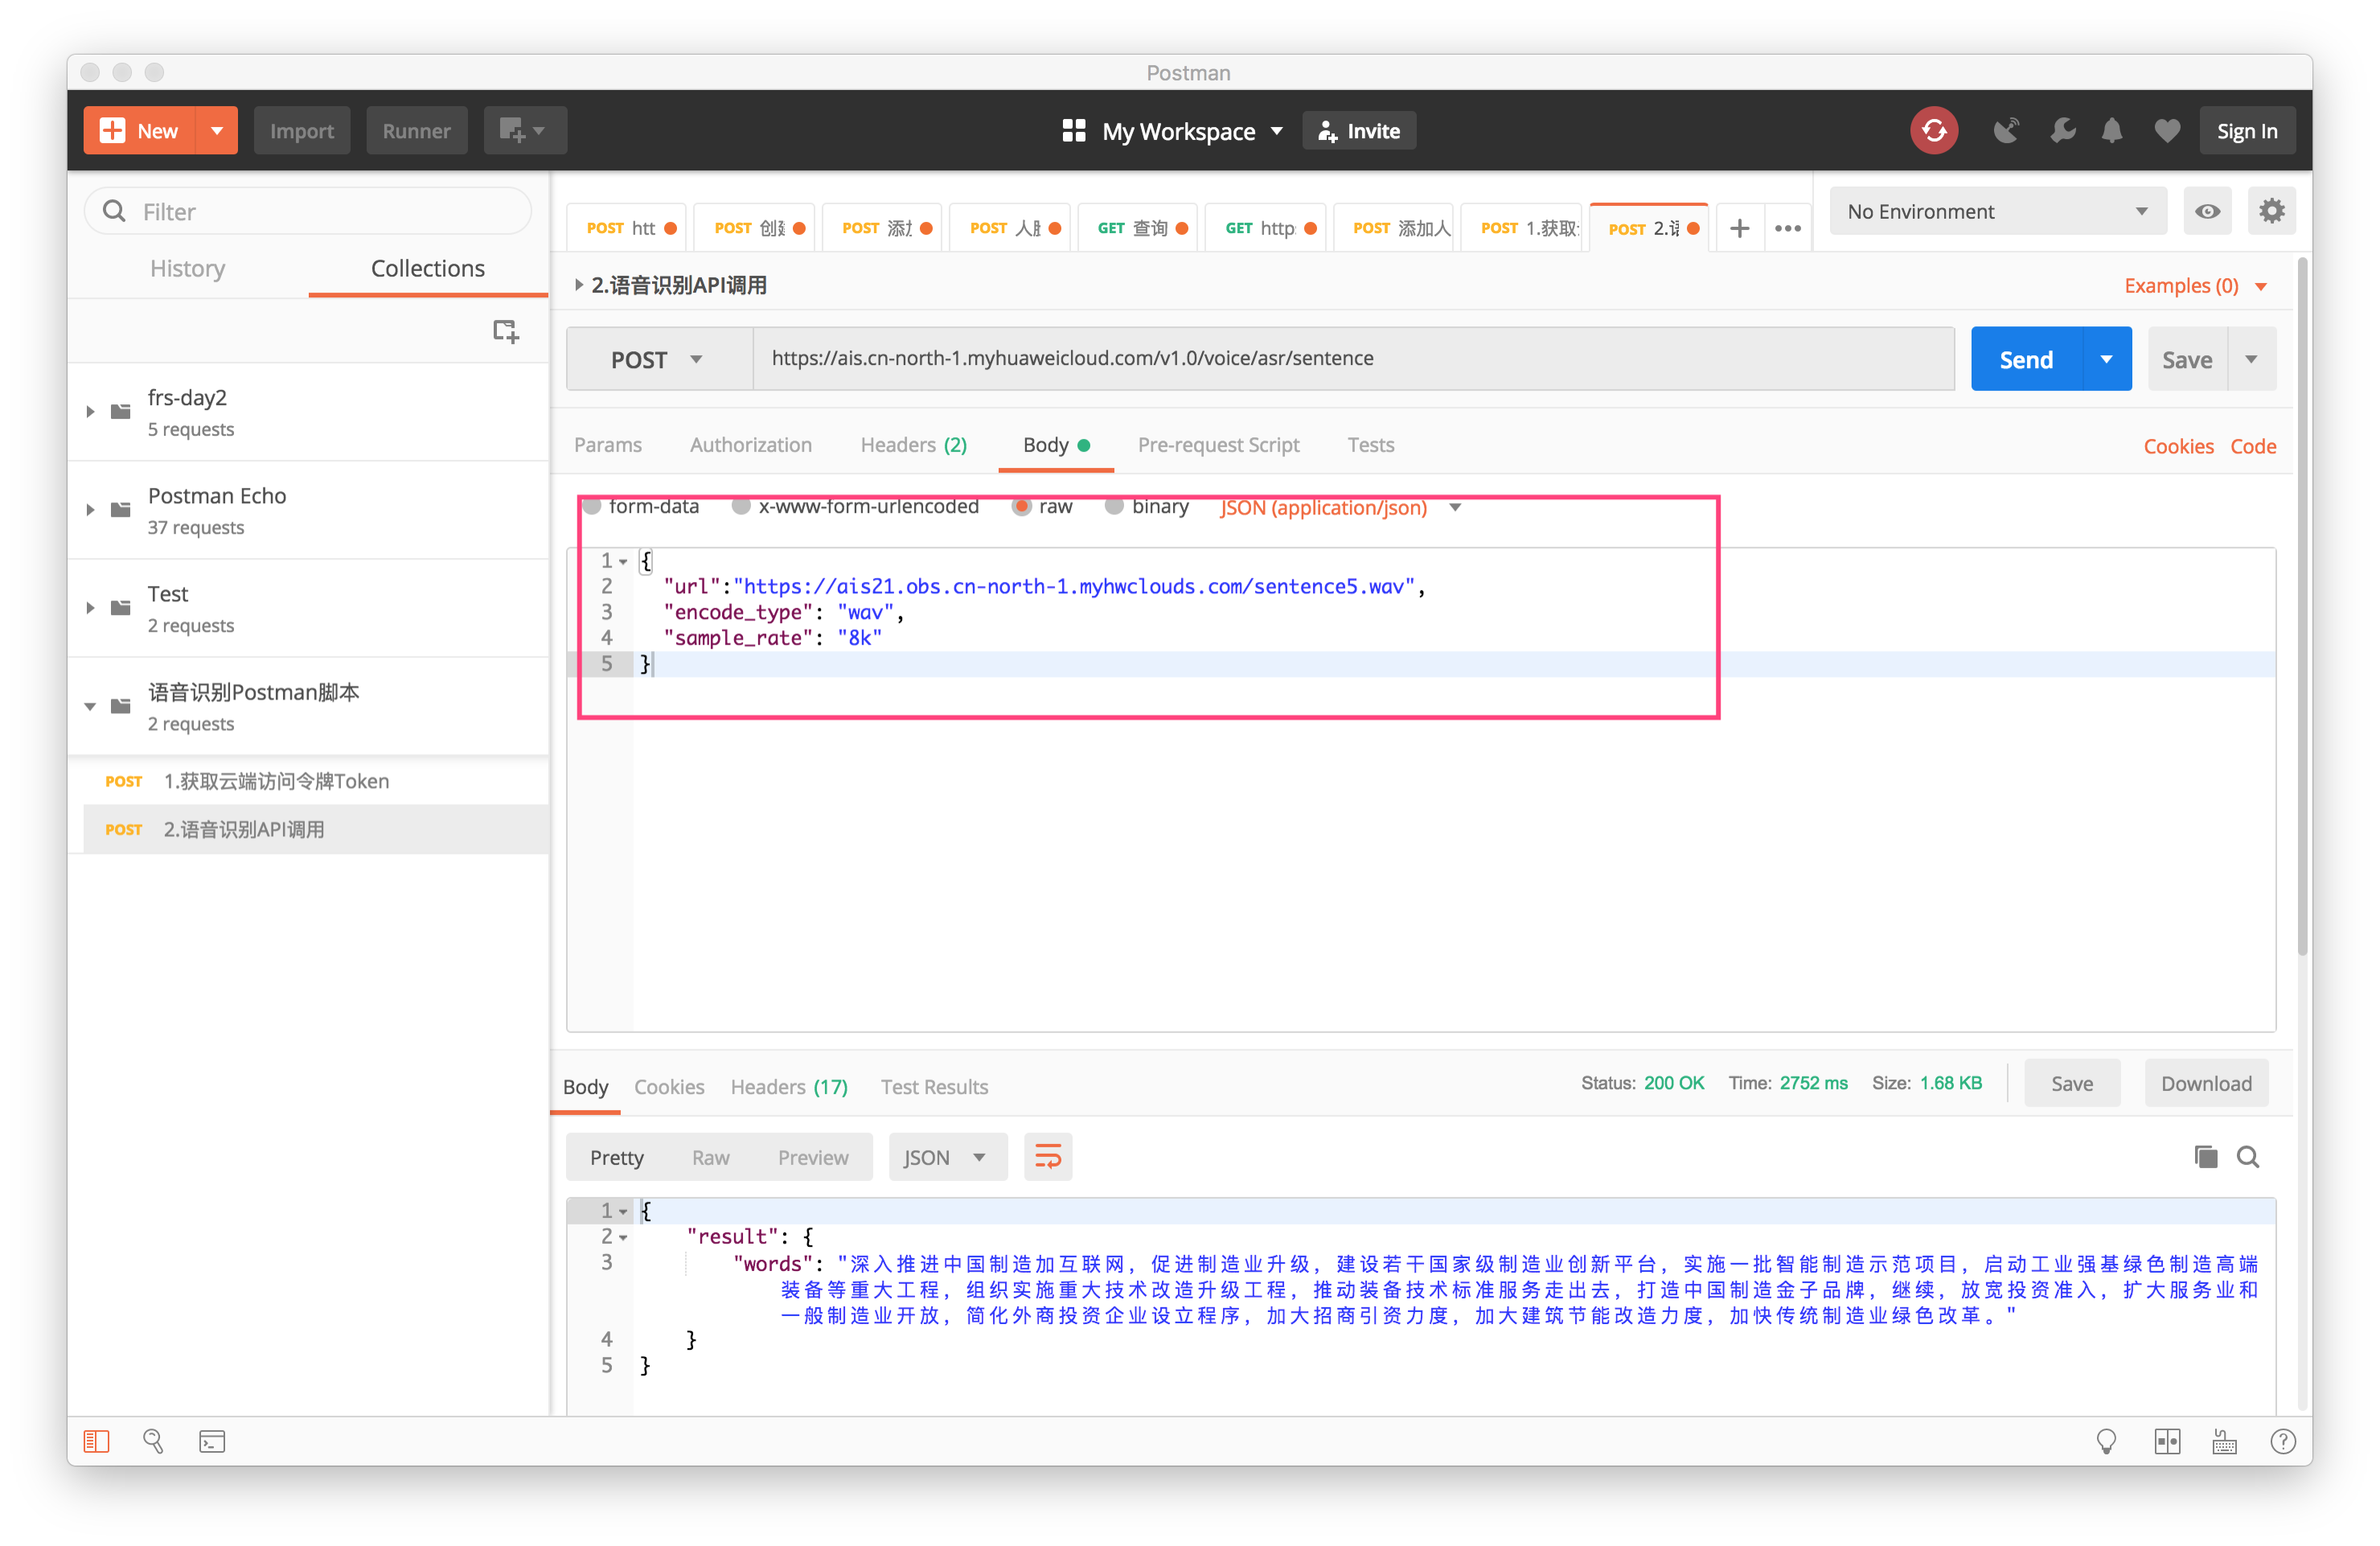 Postman
New
Import
Runner
My Workspace
Invite
Sign In
Filter
History
Collections
frs-day2
5 requests
Postman Echo
37 requests
Test
2 requests
语音识别Postman脚本
2 requests
POST 1.获取云端访问令牌Token
POST 2.语音识别API调用
POST htt
POST 创建
POST 添加
POST 人脸
GET 查询
GET http:
POST 添加人
POST 1.获取
POST 2.语
No Environment
2.语音识别API调用
Examples (0)
POST
https://ais.cn-north-1.myhuaweicloud.com/v1.0/voice/asr/sentence
Send
Save
Params
Authorization
Headers (2)
Body
Pre-request Script
Tests
Cookies
Code
form-data
x-www-form-urlencoded
raw
binary
JSON (application/json)
1 {
2 "url":"https://ais21.obs.cn-north-1.myhwclouds.com/sentence5.wav",
3 "encode_type": "wav",
4 "sample_rate": "8k"
5 }
Body
Cookies
Headers (17)
Test Results
Status: 200 OK
Time: 2752 ms
Size: 1.68 KB
Save
Download
Pretty
Raw
Preview
JSON
1 {
2 "result": {
3 "words": "深入推进中国制造加互联网，促进制造业升级，建设若干国家级制造业创新平台，实施一批智能制造示范项目，启动工业强基绿色制造高端
装备等重大工程，组织实施重大技术改造升级工程，推动装备技术标准服务走出去，打造中国制造金子品牌，继续，放宽投资准入，扩大服务业和
一般制造业开放，简化外商投资企业设立程序，加大招商引资力度，加大建筑节能改造力度，加快传统制造业绿色改革。"
4 }
5 }